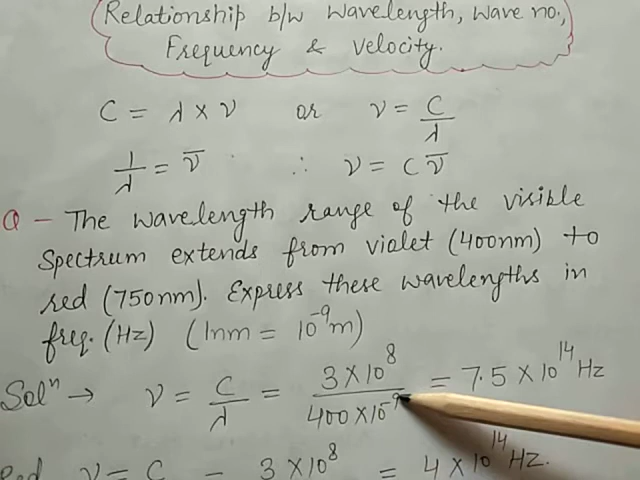 Relationship b/w Wavelength, Wave no.,
Frequency & Velocity.
C = λ × ν or ν = C/λ
1/λ = ν̅ ∴ ν = C ν̅
Q - The wavelength range of the visible
Spectrum extends from violet (400nm) to
red (750nm). Express these wavelengths in
freq. (Hz) (1nm = 10⁻⁹m)
Solⁿ → ν = C/λ = 3×10⁸/400×10⁻⁹ = 7.5 × 10¹⁴ Hz
Red ν = C = 3×10⁸ = 4 × 10¹⁴ HZ.